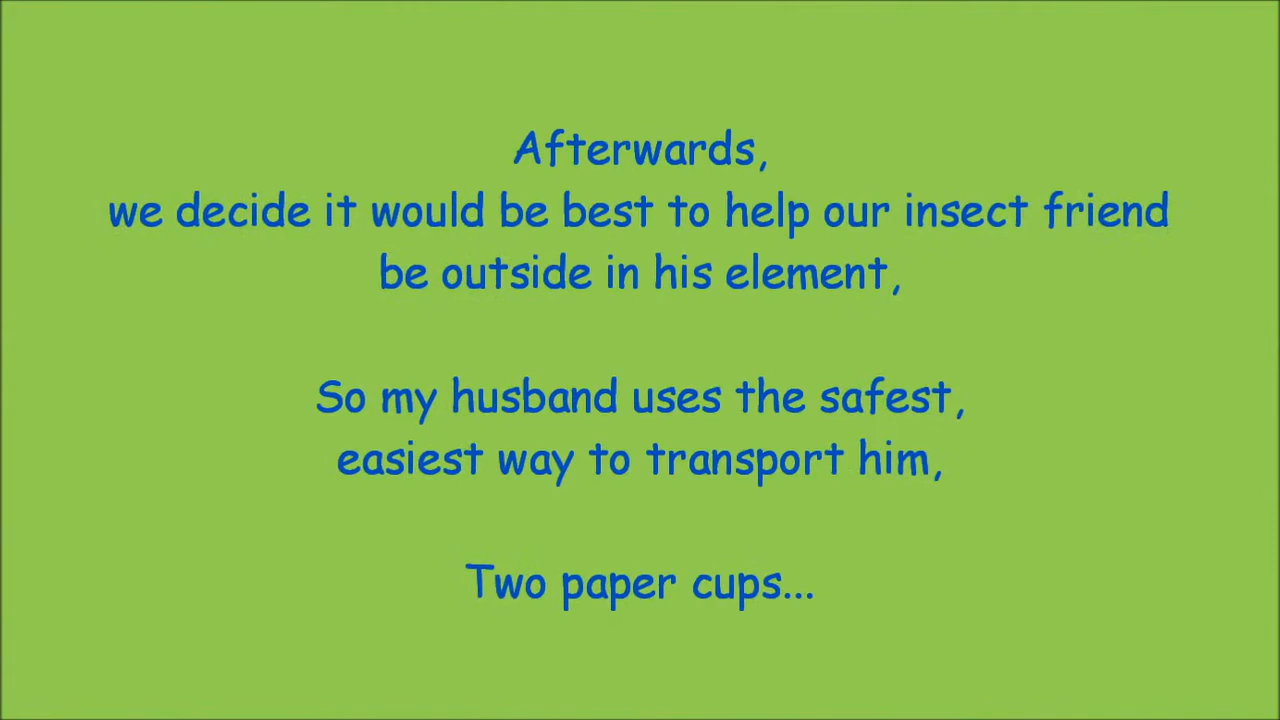 Afterwards,
we decide it would be best to help our insect friend
be outside in his element,
So my husband uses the safest,
easiest way to transport him,
Two paper cups...